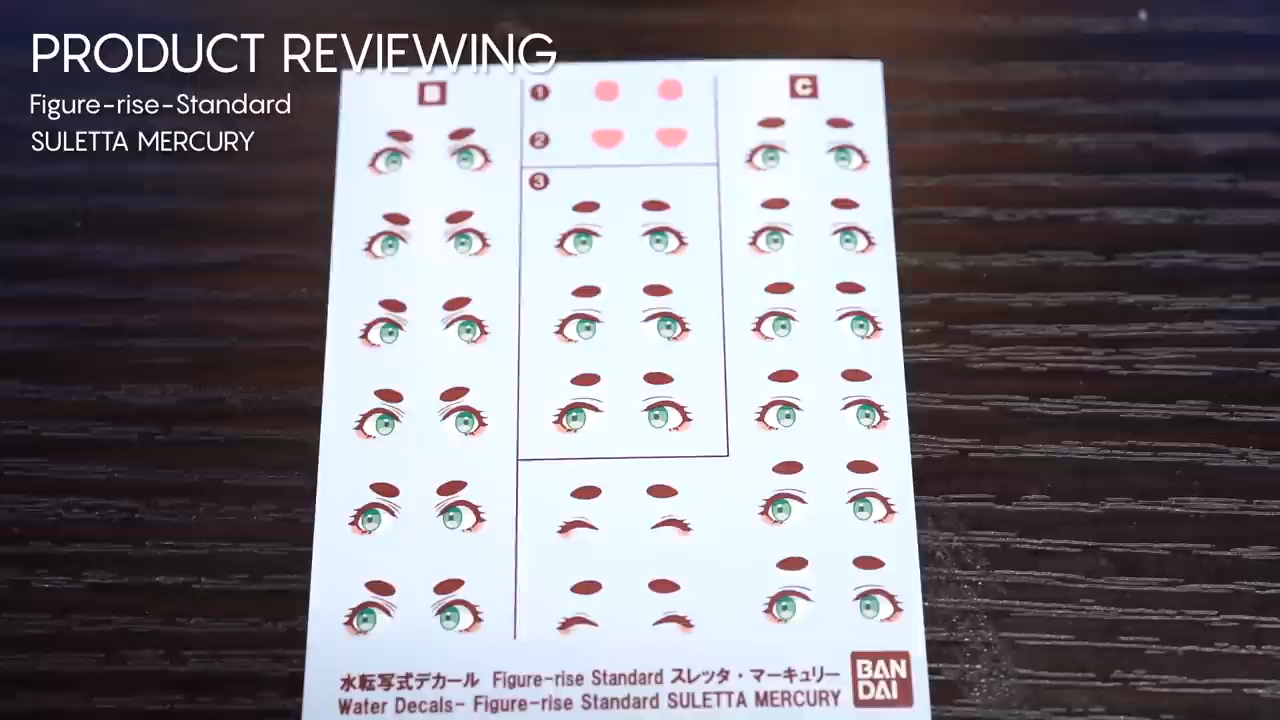 PRODUCT REVIEWING
Figure-rise-Standard
SULETTA MERCURY
B
1
2
3
C
水転写式デカール Figure-rise Standard スレッタ・マーキュリー
Water Decals- Figure-rise Standard SULETTA MERCURY
BAN
DAI